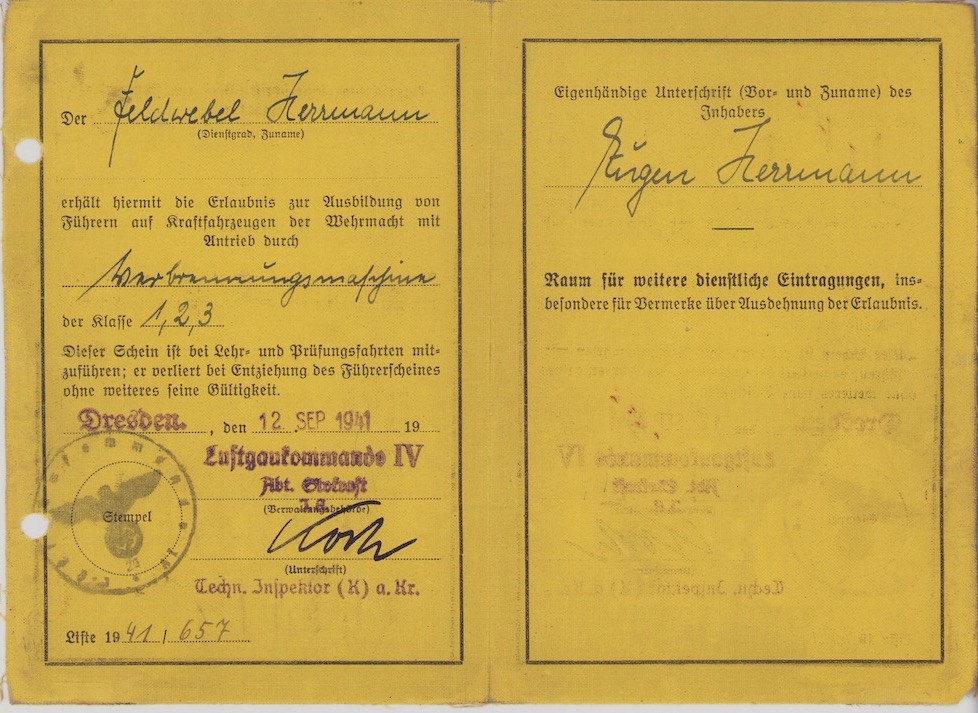 Der Feldwebel Herrmann
(Dienstgrad, Zuname)
erhält hiermit die Erlaubnis zur Ausbildung von
Führern auf Kraftfahrzeugen der Wehrmacht mit
Antrieb durch
Verbrennungsmaschine
der Klasse 1, 2, 3
Dieser Schein ist bei Lehr- und Prüfungsfahrten mit-
zuführen; er verliert bei Entziehung des Führerscheines
ohne weiteres seine Gültigkeit.
Dresden., den 12. SEP 1941 19
Luftgaukommando IV
Abt.
(Verwaltungsbehörde)
Stempel
Koch
(Unterschrift)
Techn. Inspektor (K) a. Kr.
Liste 1941 / 657
Eigenhändige Unterschrift (Vor- und Zuname) des
Inhabers
Eugen Herrmann
Raum für weitere dienstliche Eintragungen, ins-
besondere für Vermerke über Ausdehnung der Erlaubnis.